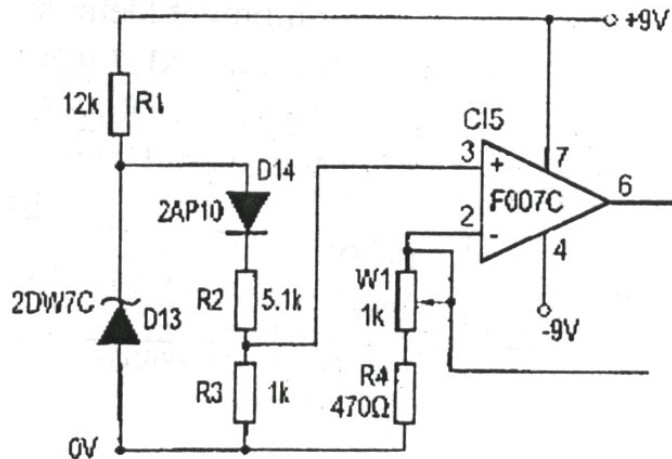 +9V
12k R1
CI5
D14
3 + 7
F007C 6
2AP10
2 -
4
W1
1k
2DW7C D13
R2 5.1k
-9V
R3 1k
R4
470Ω
0V